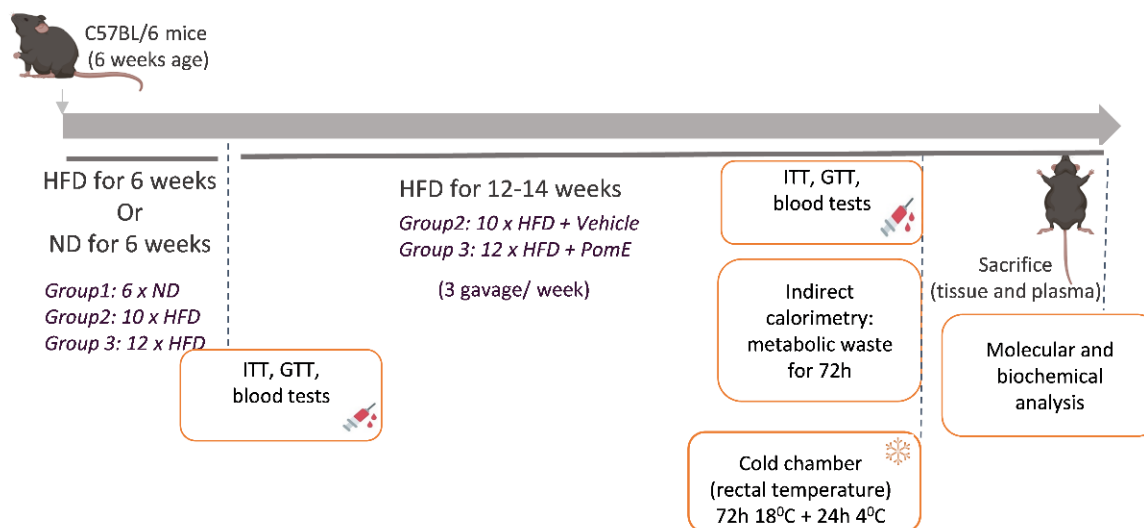 C57BL/6 mice
(6 weeks age)
HFD for 6 weeks
Or
ND for 6 weeks
Group1: 6 x ND
Group2: 10 x HFD
Group 3: 12 x HFD
ITT, GTT,
blood tests
HFD for 12-14 weeks
Group2: 10 x HFD + Vehicle
Group 3: 12 x HFD + PomE
(3 gavage/ week)
ITT, GTT,
blood tests
Indirect
calorimetry:
metabolic waste
for 72h
Cold chamber
(rectal temperature)
72h 18⁰C + 24h 4⁰C
Sacrifice
(tissue and plasma)
Molecular and
biochemical
analysis